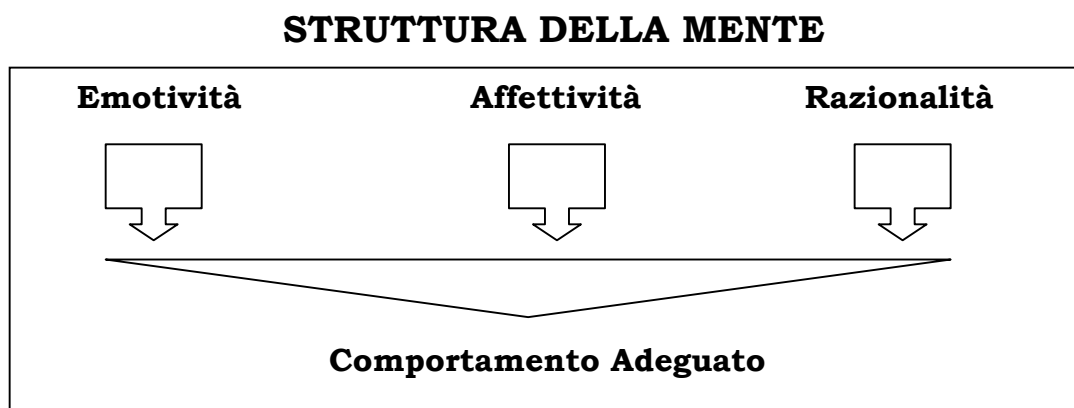 STRUTTURA DELLA MENTE
Emotività Affettività Razionalità
Comportamento Adeguato